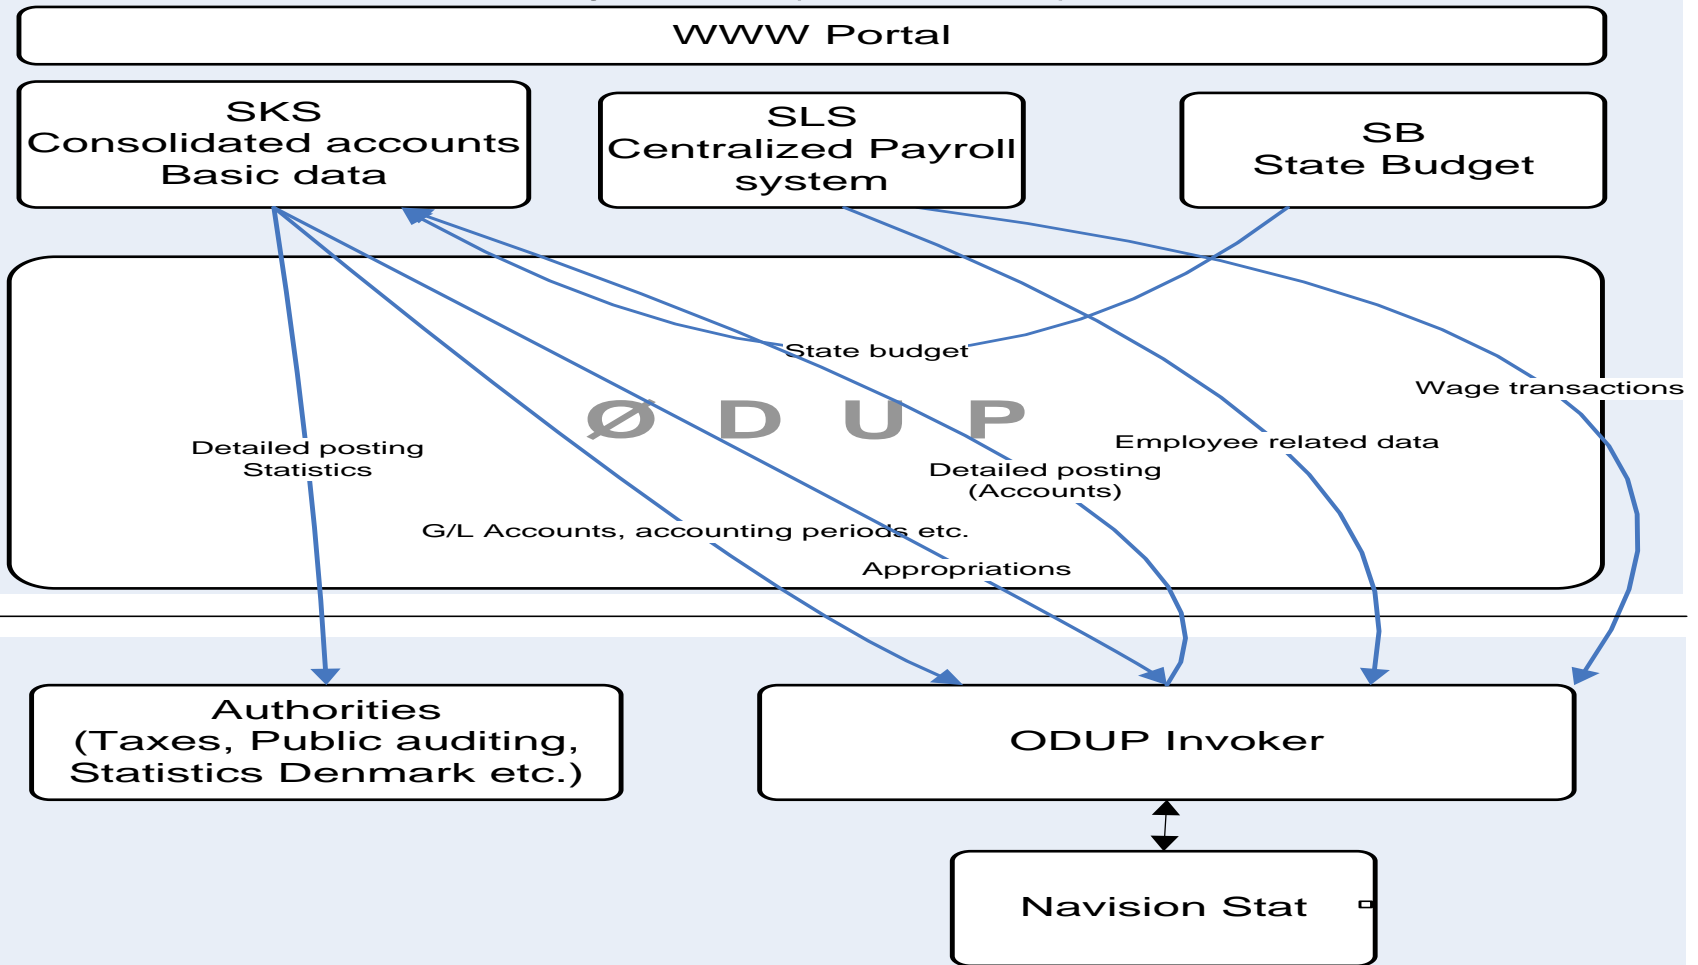 WWW Portal
SKS
Consolidated accounts
Basic data
SLS
Centralized Payroll
system
SB
State Budget
State budget
Wage transactions
Ø D U P
Detailed posting
Statistics
Employee related data
Detailed posting
(Accounts)
G/L Accounts, accounting periods etc.
Appropriations
Authorities
(Taxes, Public auditing,
Statistics Denmark etc.)
ODUP Invoker
Navision Stat